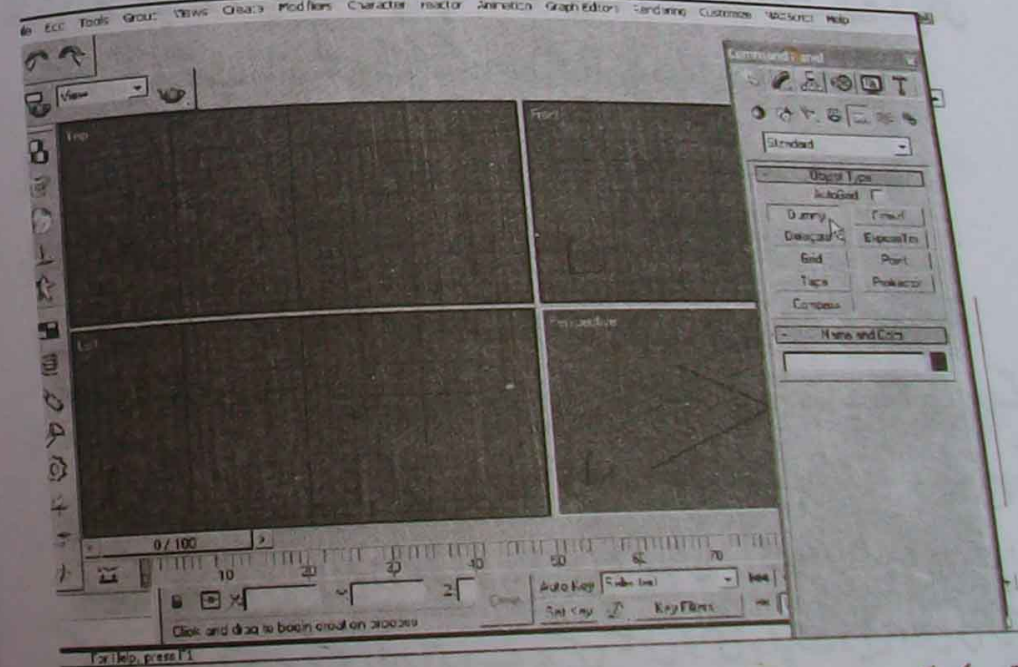 Tools Group Views Create Modifiers Character reactor Animation Graph Editors Rendering Customize MAXScript Help
Command Panel
View
Standard
Top
Front
Object Type
AutoGrid
Dummy Crowd
Delegate ExposeTm
Grid Point
Tape Protractor
Compass
Left
Perspective
Name and Color
0 / 100
10 20 30 40 50 60 70
X
Z
Auto Key Selected
Set Key Key Filters
Click and drag to begin creation process
For Help, press F1